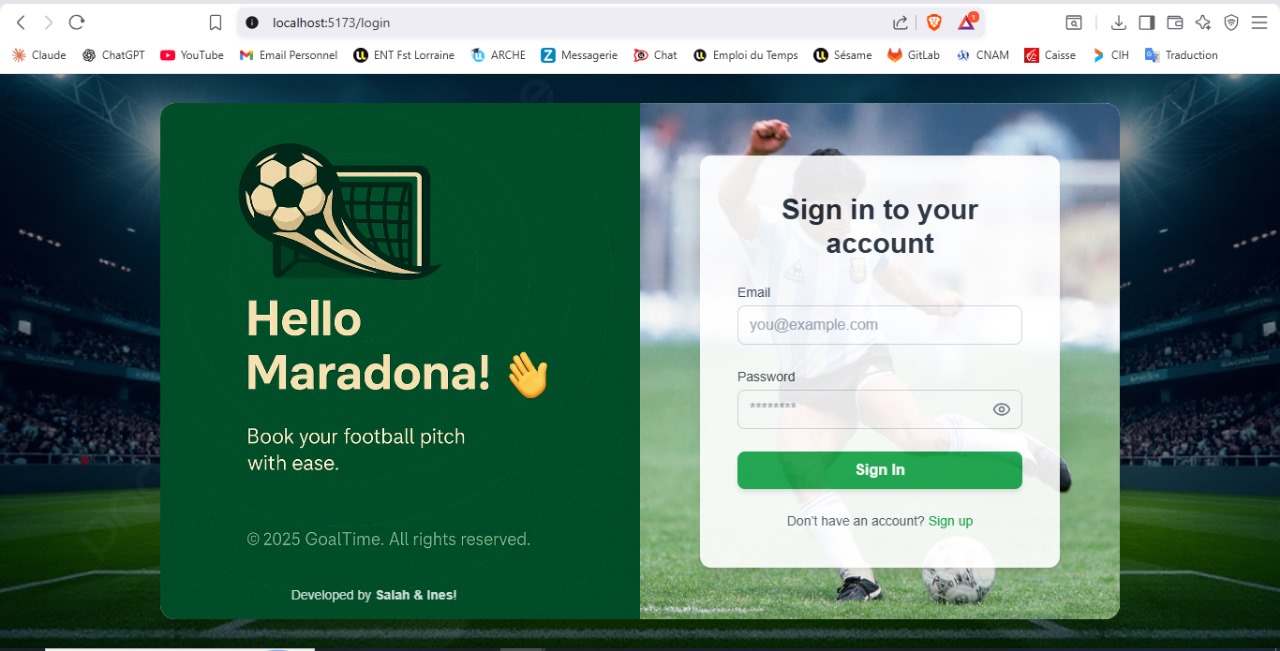 localhost:5173/login
1
Claude
ChatGPT
YouTube
Email Personnel
ENT Fst Lorraine
ARCHE
Messagerie
Chat
Emploi du Temps
Sésame
GitLab
CNAM
Caisse
CIH
Traduction
Hello
Maradona! 👋
Book your football pitch
with ease.
© 2025 GoalTime. All rights reserved.
Developed by Salah & Ines!
Sign in to your
account
Email
you@example.com
Password
********
Sign In
Don't have an account? Sign up